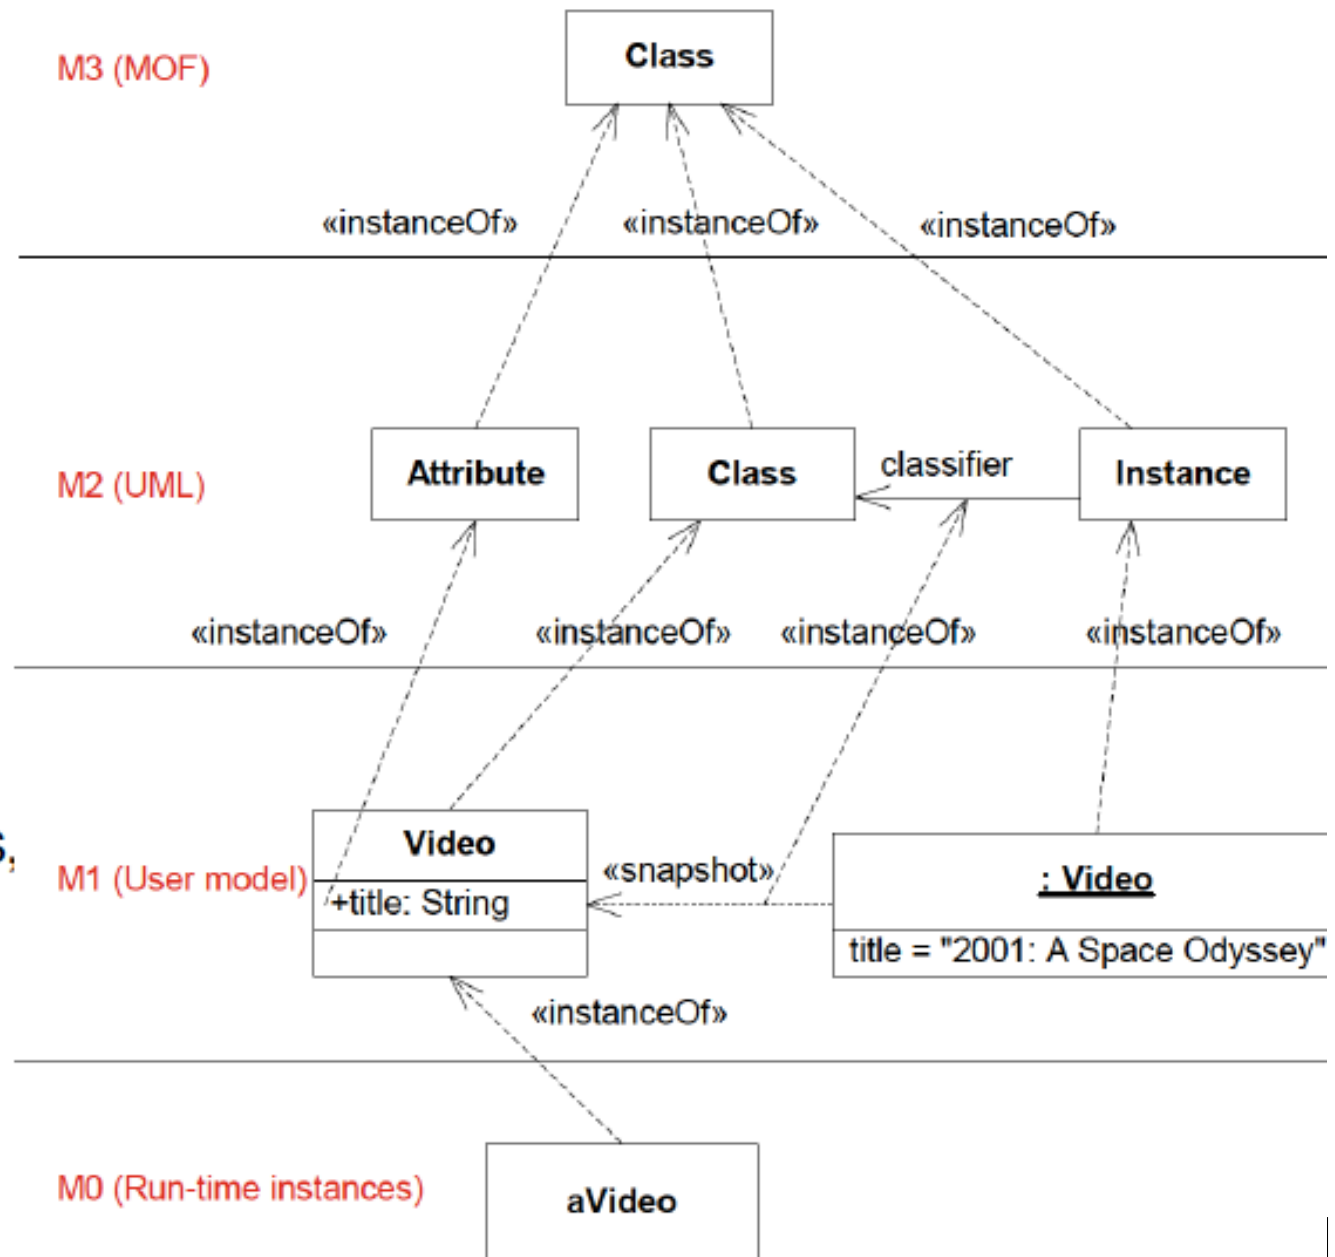 Class
M3 (MOF)
«instanceOf» «instanceOf» «instanceOf»
Attribute Class classifier Instance
M2 (UML)
«instanceOf» «instanceOf» «instanceOf» «instanceOf»
Video
+title: String
«snapshot»
: Video
title = "2001: A Space Odyssey"
s,
M1 (User model)
«instanceOf»
M0 (Run-time instances)
aVideo